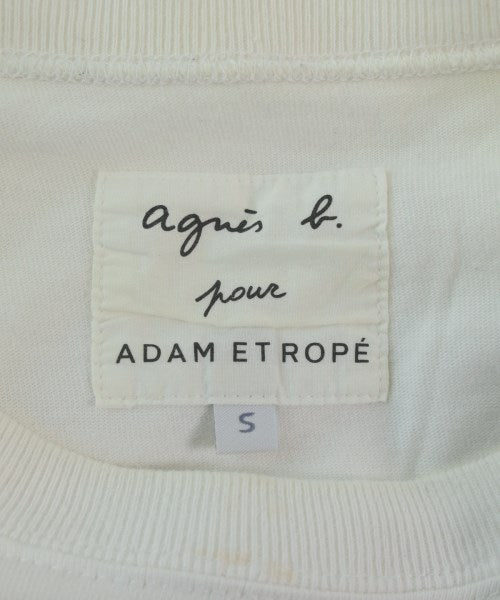 agnès b.
pour
ADAM ET ROPÉ
S